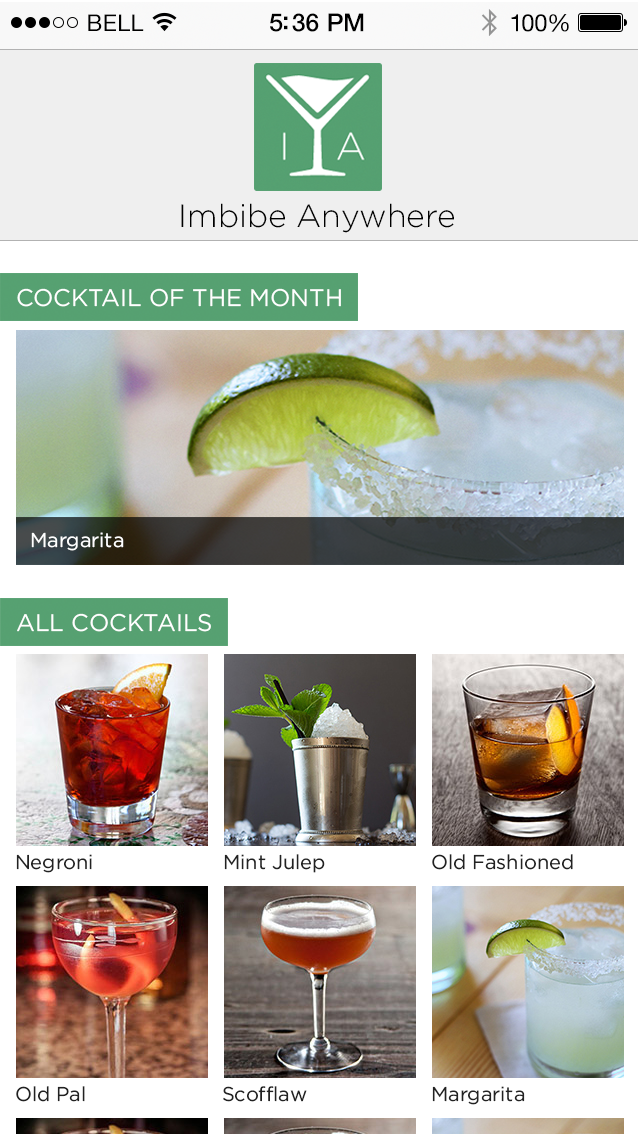 BELL 5:36 PM 100%
I A
Imbibe Anywhere
COCKTAIL OF THE MONTH
Margarita
ALL COCKTAILS
Negroni Mint Julep Old Fashioned
Old Pal Scofflaw Margarita